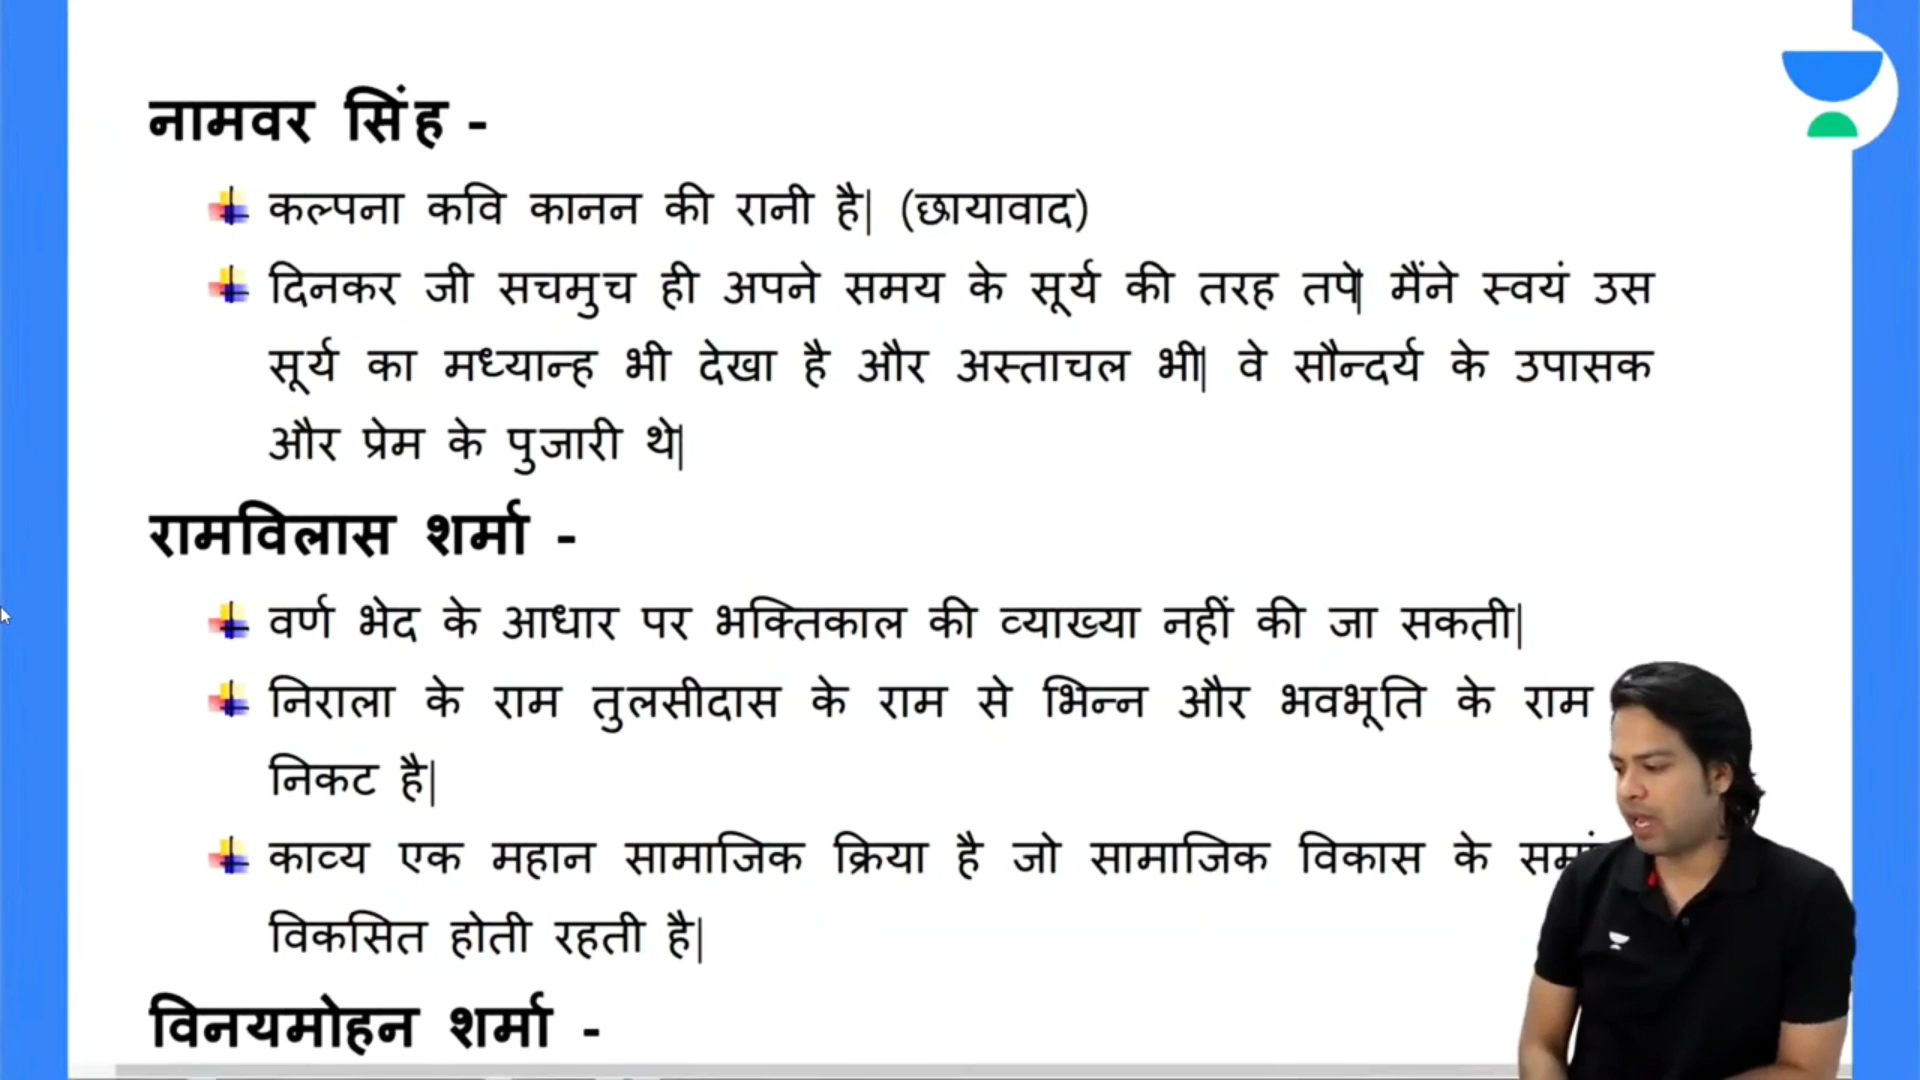 नामवर सिंह -
कल्पना कवि कानन की रानी है| (छायावाद)
दिनकर जी सचमुच ही अपने समय के सूर्य की तरह तपे| मैंने स्वयं उस
सूर्य का मध्यान्ह भी देखा है और अस्ताचल भी| वे सौन्दर्य के उपासक
और प्रेम के पुजारी थे|
रामविलास शर्मा -
वर्ण भेद के आधार पर भक्तिकाल की व्याख्या नहीं की जा सकती|
निराला के राम तुलसीदास के राम से भिन्न और भवभूति के राम
निकट है|
काव्य एक महान सामाजिक क्रिया है जो सामाजिक विकास के
विकसित होती रहती है|
विनयमोहन शर्मा -